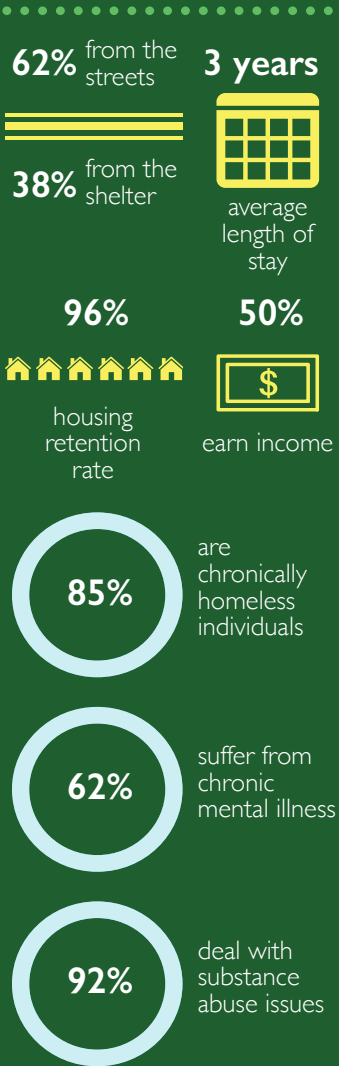 62% from the
streets
38% from the
shelter
3 years
average
length of
stay
96%
housing
retention
rate
50%
$
earn income
85%
are
chronically
homeless
individuals
62%
suffer from
chronic
mental illness
92%
deal with
substance
abuse issues